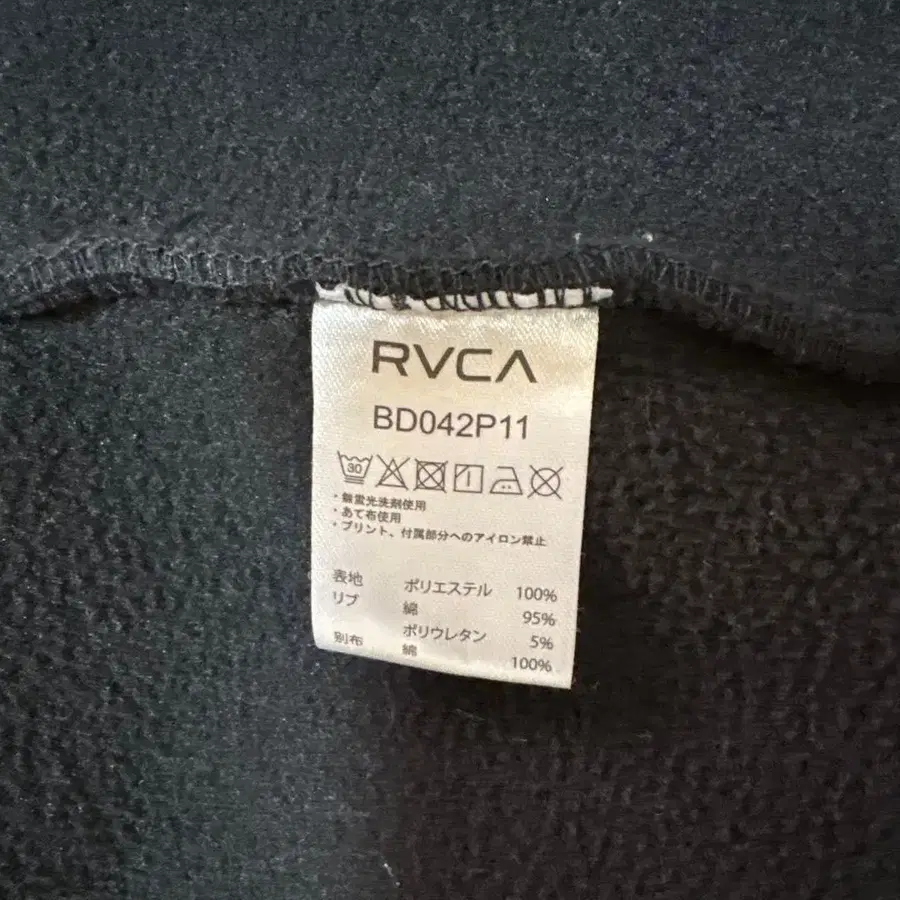 RVCA
BD042P11
30
・無蛍光洗剤使用
・あて布使用
・プリント、付属部分へのアイロン禁止
表地 ポリエステル 100%
リブ 綿 95%
ポリウレタン 5%
別布 綿 100%